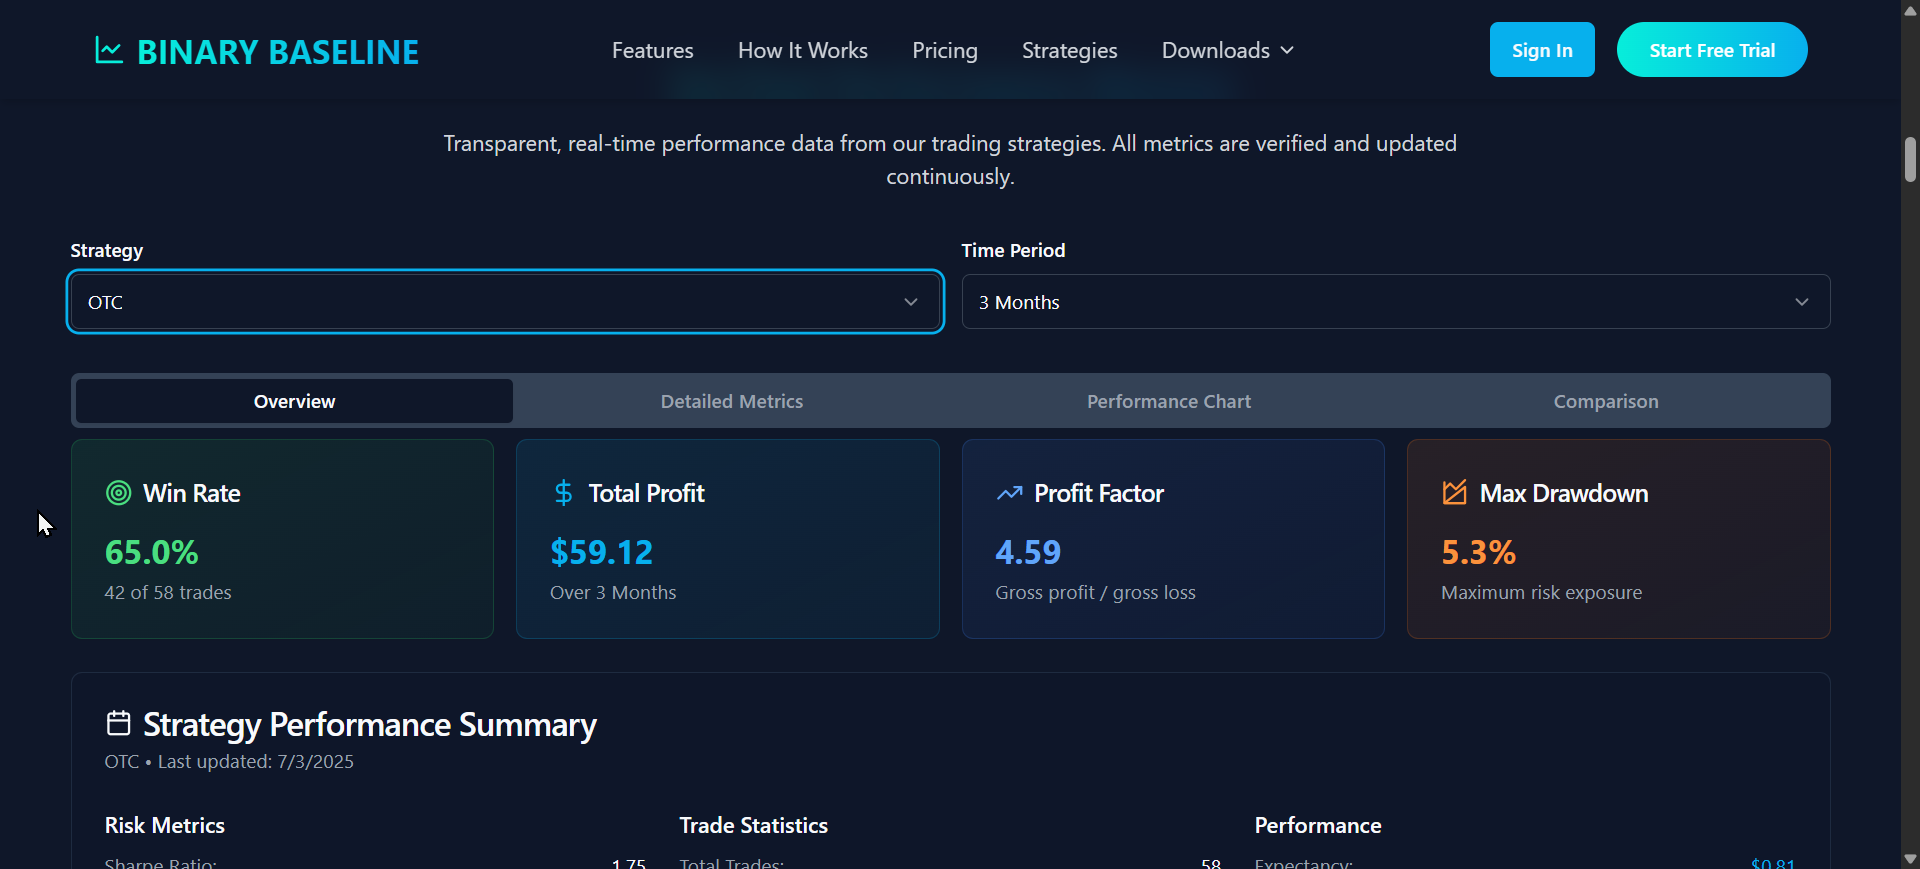 BINARY BASELINE
Features
How It Works
Pricing
Strategies
Downloads
Sign In
Start Free Trial
Transparent, real-time performance data from our trading strategies. All metrics are verified and updated
continuously.
Strategy
Time Period
OTC
3 Months
Overview
Detailed Metrics
Performance Chart
Comparison
Win Rate
65.0%
42 of 58 trades
Total Profit
$59.12
Over 3 Months
Profit Factor
4.59
Gross profit / gross loss
Max Drawdown
5.3%
Maximum risk exposure
Strategy Performance Summary
OTC • Last updated: 7/3/2025
Risk Metrics
Sharpe Ratio: 1.75
Trade Statistics
Total Trades: 58
Performance
Expectancy: $0.81